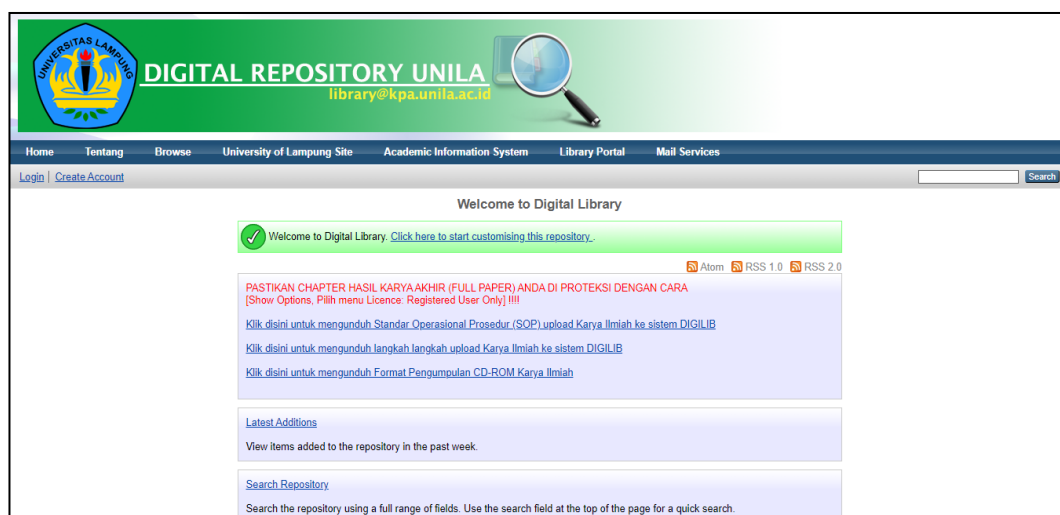 UNIVERSITAS LAMPUNG
DIGITAL REPOSITORY UNILA
library@kpa.unila.ac.id
Home Tentang Browse University of Lampung Site Academic Information System Library Portal Mail Services
Login | Create Account Search
Welcome to Digital Library
Welcome to Digital Library. Click here to start customising this repository .
Atom RSS 1.0 RSS 2.0
PASTIKAN CHAPTER HASIL KARYA AKHIR (FULL PAPER) ANDA DI PROTEKSI DENGAN CARA
[Show Options, Pilih menu Licence: Registered User Only] !!!!
Klik disini untuk mengunduh Standar Operasional Prosedur (SOP) upload Karya Ilmiah ke sistem DIGILIB
Klik disini untuk mengunduh langkah langkah upload Karya Ilmiah ke sistem DIGILIB
Klik disini untuk mengunduh Format Pengumpulan CD-ROM Karya Ilmiah
Latest Additions
View items added to the repository in the past week.
Search Repository
Search the repository using a full range of fields. Use the search field at the top of the page for a quick search.